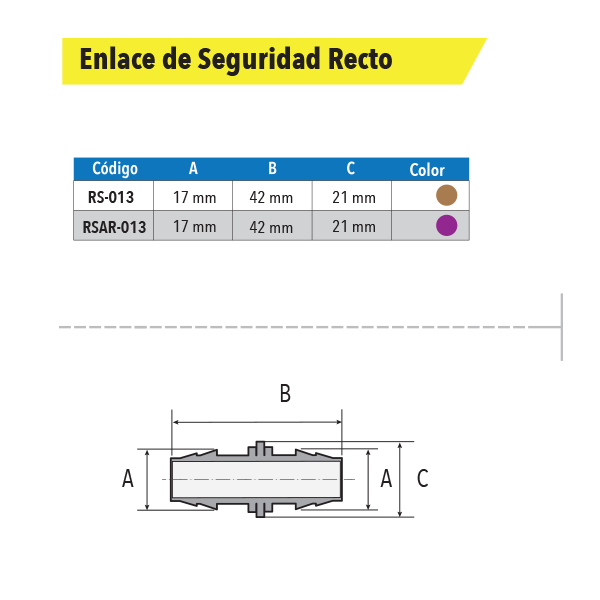 Enlace de Seguridad Recto
Código A B C Color
RS-013 17 mm 42 mm 21 mm
RSAR-013 17 mm 42 mm 21 mm
B
A A C